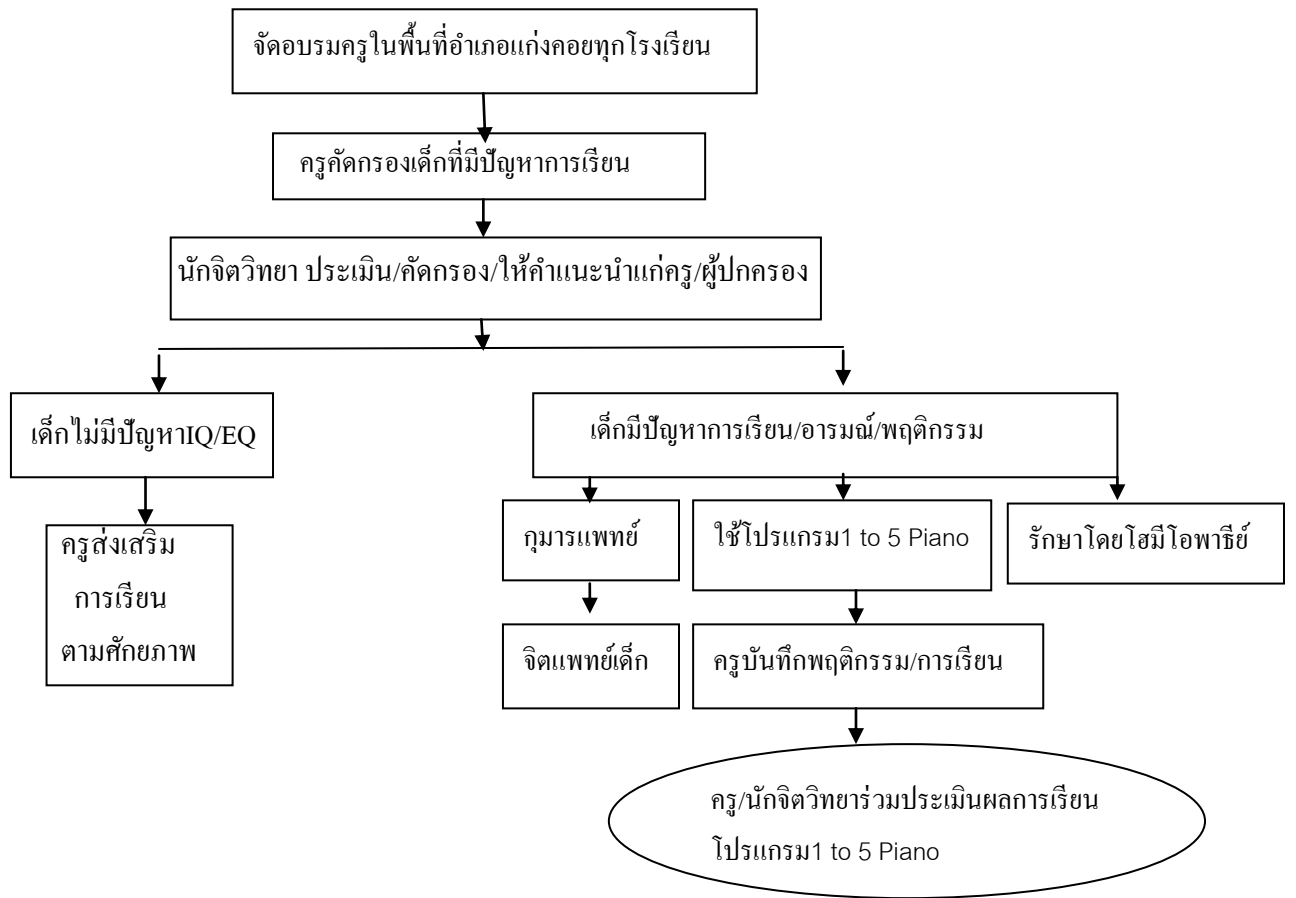 จัดอบรมครูในพื้นที่อำเภอแก่งคอยทุกโรงเรียน
ครูคัดกรองเด็กที่มีปัญหาการเรียน
นักจิตวิทยา ประเมิน/คัดกรอง/ให้คำแนะนำแก่ครู/ผู้ปกครอง
เด็กไม่มีปัญหาIQ/EQ
ครูส่งเสริม
การเรียน
ตามศักยภาพ
เด็กมีปัญหาการเรียน/อารมณ์/พฤติกรรม
กุมารแพทย์
จิตแพทย์เด็ก
ใช้โปรแกรม1 to 5 Piano
ครูบันทึกพฤติกรรม/การเรียน
ครู/นักจิตวิทยาร่วมประเมินผลการเรียน
โปรแกรม1 to 5 Piano
รักษาโดยโฮมีโอพาธีย์